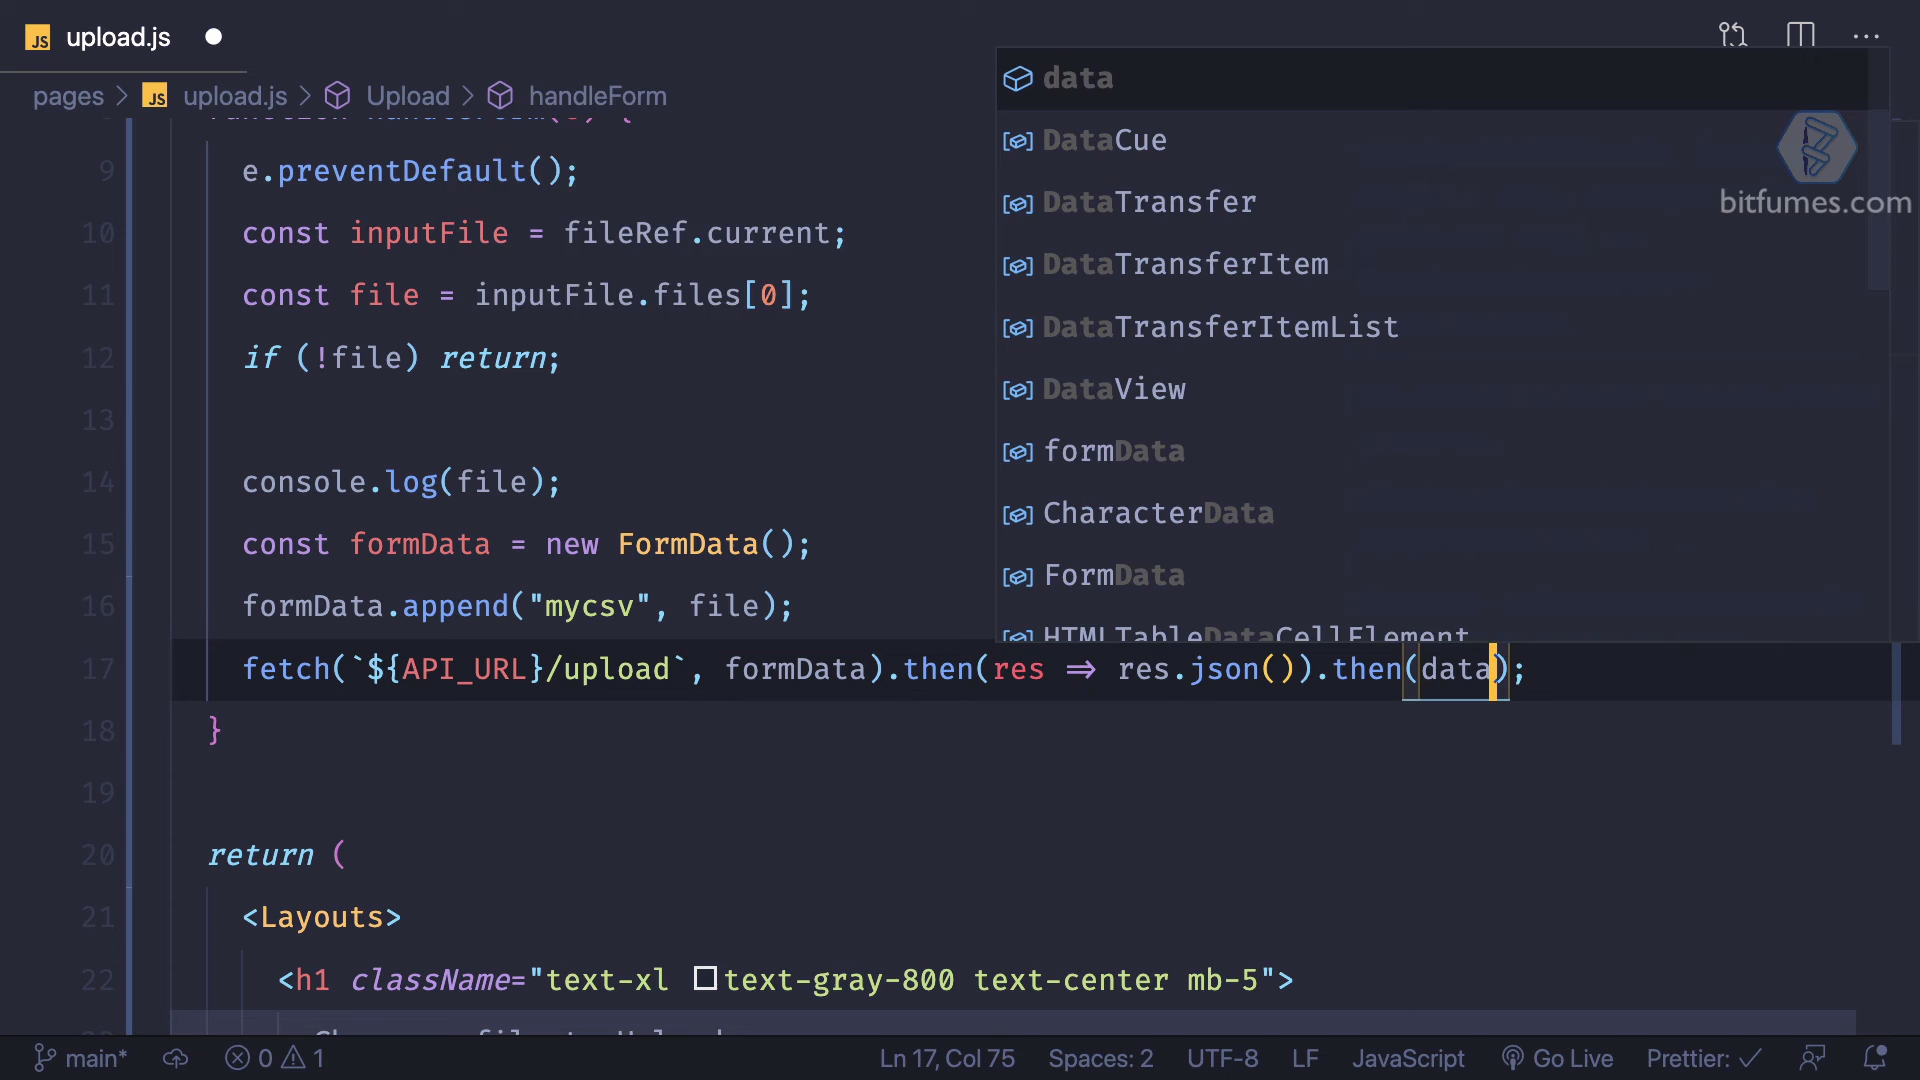 JS upload.js
pages > JS upload.js > Upload > handleForm
9 e.preventDefault();
10 const inputFile = fileRef.current;
11 const file = inputFile.files[0];
12 if (!file) return;
13
14 console.log(file);
15 const formData = new FormData();
16 formData.append("mycsv", file);
17 fetch(`${API_URL}/upload`, formData).then(res => res.json()).then(data);
18 }
19
20 return (
21 <Layouts>
22 <h1 className="text-xl text-gray-800 text-center mb-5">
data
DataCue
DataTransfer
DataTransferItem
DataTransferItemList
DataView
formData
CharacterData
FormData
HTMLTableDataCellElement
bitfumes.com
main* 0 1 Ln 17, Col 75 Spaces: 2 UTF-8 LF JavaScript Go Live Prettier: ✓